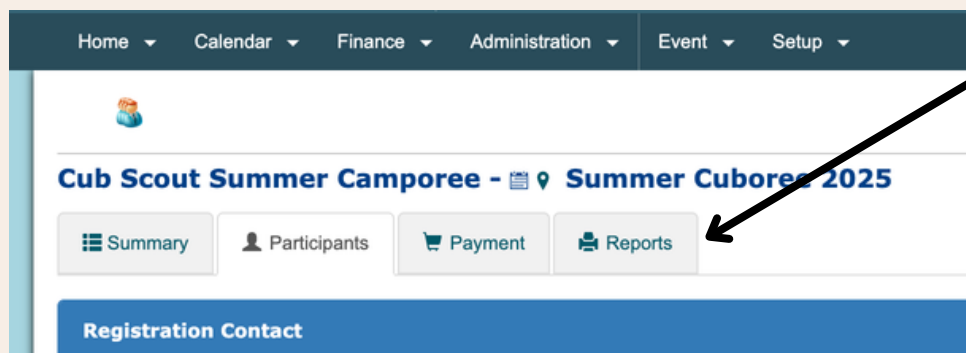 Home Calendar Finance Administration Event Setup
Cub Scout Summer Camporee - Summer Cuboree 2025
Summary Participants Payment Reports
Registration Contact